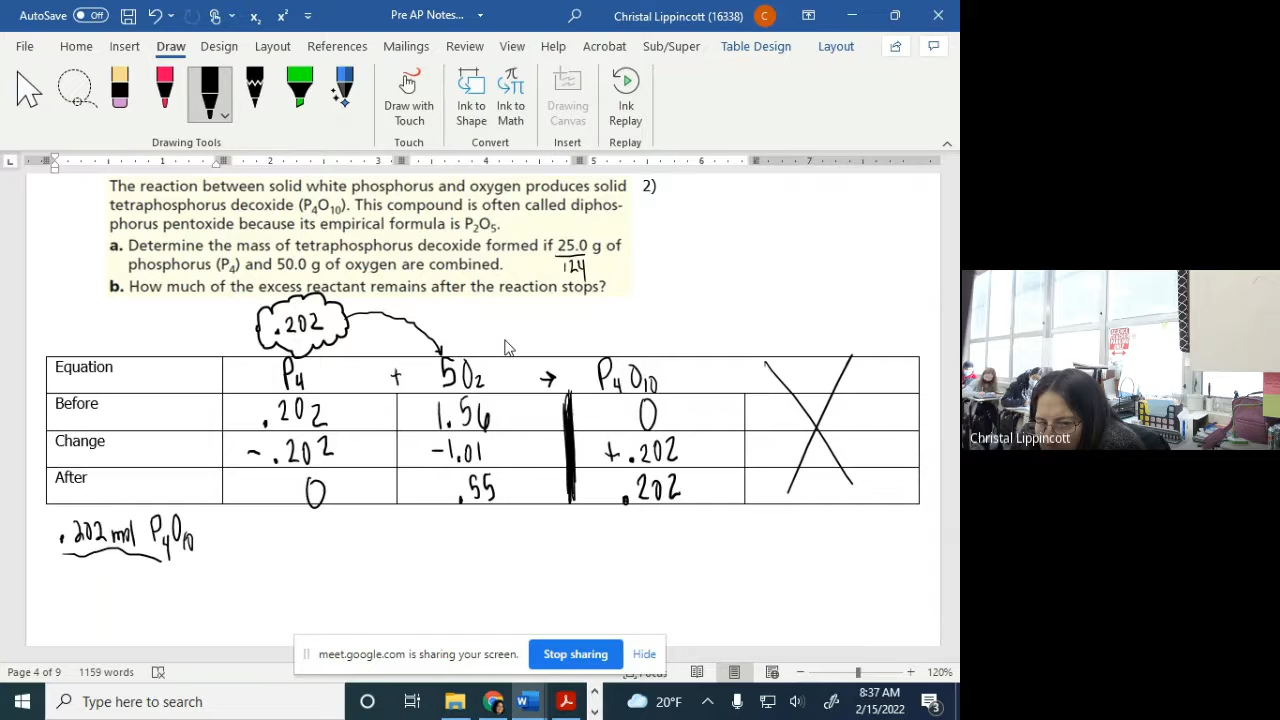 AutoSave Off
Pre AP Notes...
Christal Lippincott (16338)
C
File Home Insert Draw Design Layout References Mailings Review View Help Acrobat Sub/Super Table Design Layout
Draw with Touch
Ink to Shape
Ink to Math
Drawing Canvas
Ink Replay
Drawing Tools
Touch
Convert
Insert
Replay
1 2 3 4 5 6 7
The reaction between solid white phosphorus and oxygen produces solid
tetraphosphorus decoxide (P₄O₁₀). This compound is often called diphos-
phorus pentoxide because its empirical formula is P₂O₅.
a. Determine the mass of tetraphosphorus decoxide formed if 25.0 g of
phosphorus (P₄) and 50.0 g of oxygen are combined.
124
b. How much of the excess reactant remains after the reaction stops?
2)
.202
Equation P₄ + 5O₂ → P₄O₁₀
Before .202 1.56 0
Change - .202 -1.01 + .202
After 0 .55 .202
.202 mol P₄O₁₀
meet.google.com is sharing your screen. Stop sharing Hide
Page 4 of 9 1159 words
120%
Type here to search
20°F
8:37 AM
2/15/2022
3
Christal Lippincott